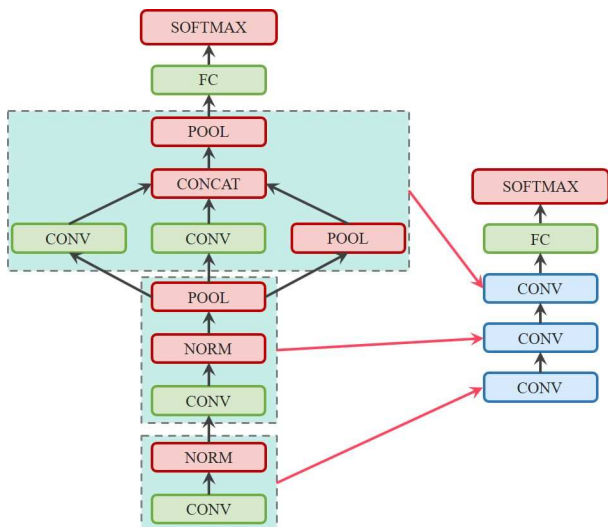 SOFTMAX
FC
POOL
CONCAT
CONV CONV POOL
POOL
NORM
CONV
NORM
CONV
SOFTMAX
FC
CONV
CONV
CONV